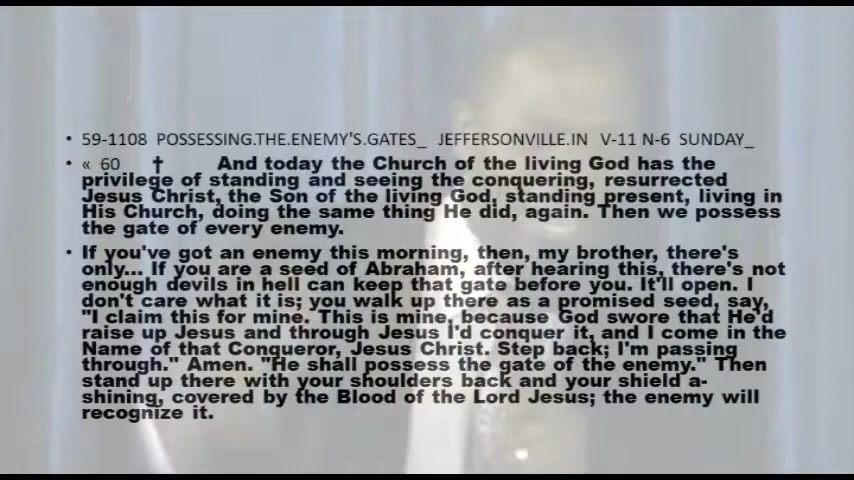 • 59-1108 POSSESSING.THE.ENEMY'S.GATES_ JEFFERSONVILLE.IN V-11 N-6 SUNDAY_
• « 60 † And today the Church of the living God has the
privilege of standing and seeing the conquering, resurrected
Jesus Christ, the Son of the living God, standing present, living in
His Church, doing the same thing He did, again. Then we possess
the gate of every enemy.
• If you've got an enemy this morning, then, my brother, there's
only... If you are a seed of Abraham, after hearing this, there's not
enough devils in hell can keep that gate before you. It'll open. I
don't care what it is; you walk up there as a promised seed, say,
"I claim this for mine. This is mine, because God swore that He'd
raise up Jesus and through Jesus I'd conquer it, and I come in the
Name of that Conqueror, Jesus Christ. Step back; I'm passing
through." Amen. "He shall possess the gate of the enemy." Then
stand up there with your shoulders back and your shield a-
shining, covered by the Blood of the Lord Jesus; the enemy will
recognize it.